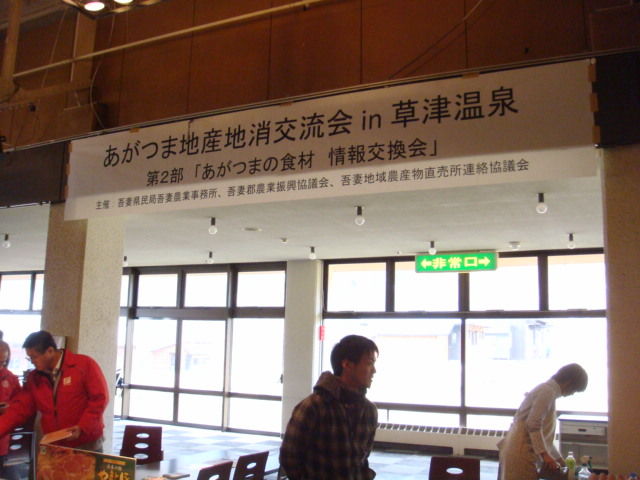 あがつま地産地消交流会 in 草津温泉
第2部 「あがつまの食材 情報交換会」
主催 : 吾妻県民局吾妻農業事務所、吾妻郡農業振興協議会、吾妻地域農産物直売所連絡協議会
←非常口→